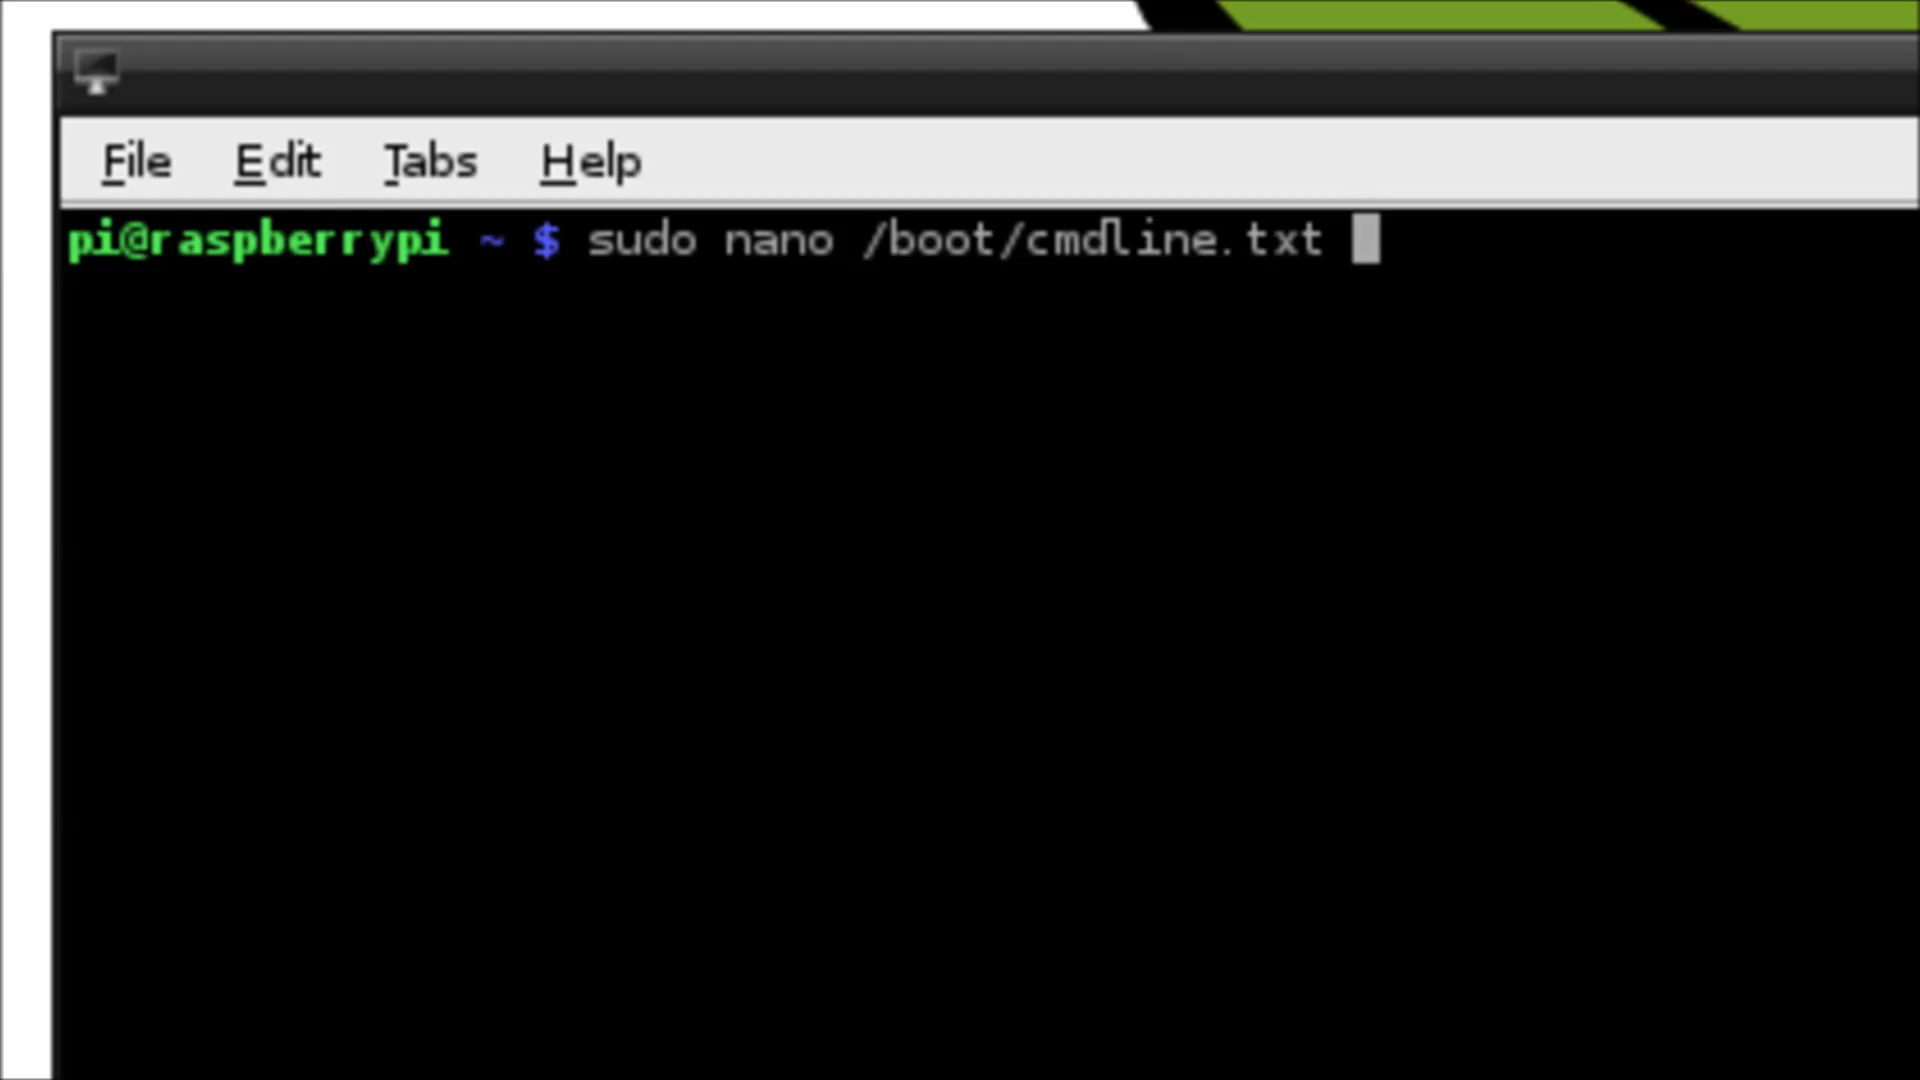 File Edit Tabs Help
pi@raspberrypi ~ $ sudo nano /boot/cmdline.txt